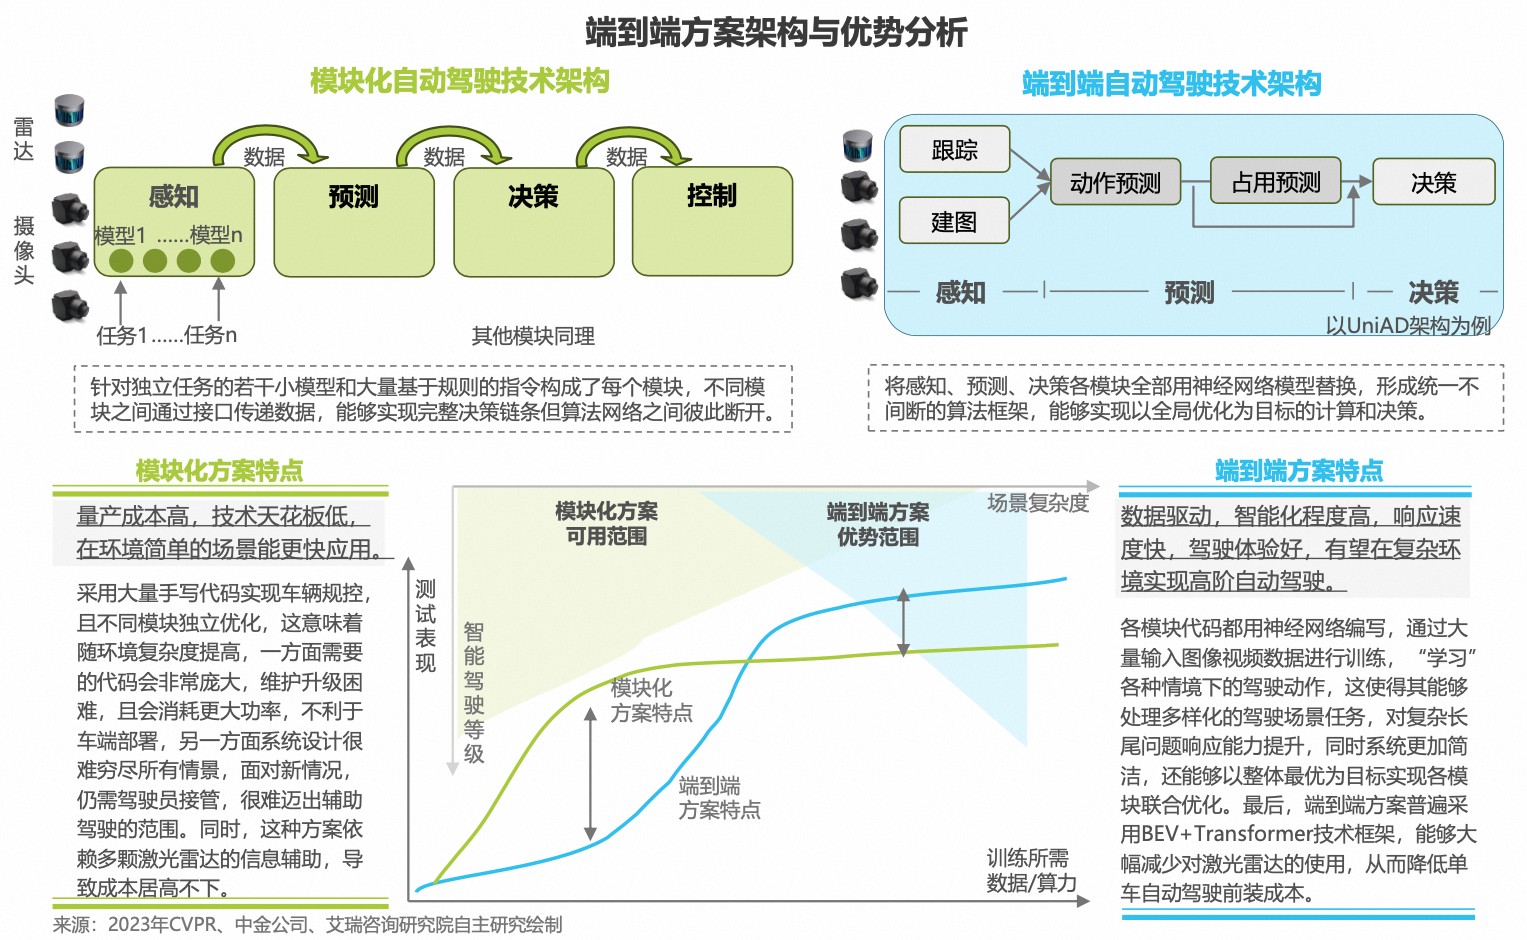 端到端方案架构与优势分析
模块化自动驾驶技术架构
雷达
摄像头
数据
数据
数据
感知
预测
决策
控制
模型1 ......模型n
任务1......任务n
其他模块同理
针对独立任务的若干小模型和大量基于规则的指令构成了每个模块，不同模
块之间通过接口传递数据，能够实现完整决策链条但算法网络之间彼此断开。
端到端自动驾驶技术架构
跟踪
建图
动作预测
占用预测
决策
感知
预测
决策
以UniAD架构为例
将感知、预测、决策各模块全部用神经网络模型替换，形成统一不
间断的算法框架，能够实现以全局优化为目标的计算和决策。
模块化方案特点
量产成本高，技术天花板低，
在环境简单的场景能更快应用。
采用大量手写代码实现车辆规控，
且不同模块独立优化，这意味着
随环境复杂度提高，一方面需要
的代码会非常庞大，维护升级困
难，且会消耗更大功率，不利于
车端部署，另一方面系统设计很
难穷尽所有情景，面对新情况，
仍需驾驶员接管，很难迈出辅助
驾驶的范围。同时，这种方案依
赖多颗激光雷达的信息辅助，导
致成本居高不下。
场景复杂度
模块化方案
可用范围
端到端方案
优势范围
测试表现
智能驾驶等级
模块化
方案特点
端到端
方案特点
训练所需
数据/算力
端到端方案特点
数据驱动，智能化程度高，响应速
度快，驾驶体验好，有望在复杂环
境实现高阶自动驾驶。
各模块代码都用神经网络编写，通过大
量输入图像视频数据进行训练，“学习”
各种情境下的驾驶动作，这使得其能够
处理多样化的驾驶场景任务，对复杂长
尾问题响应能力提升，同时系统更加简
洁，还能够以整体最优为目标实现各模
块联合优化。最后，端到端方案普遍采
用BEV+Transformer技术框架，能够大
幅减少对激光雷达的使用，从而降低单
车自动驾驶前装成本。
来源：2023年CVPR、中金公司、艾瑞咨询研究院自主研究绘制